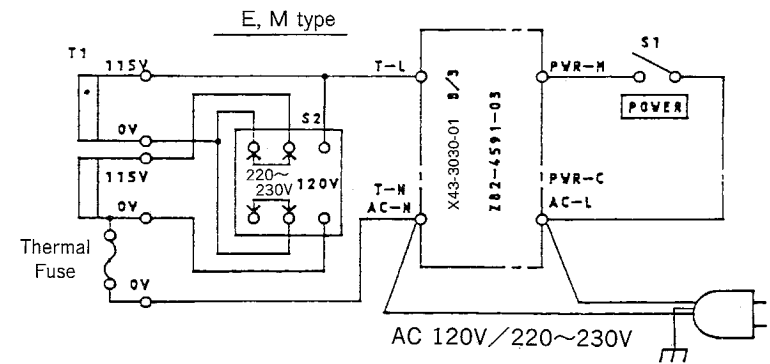 E, M type
T1
115V
T-L
PWR-M
S1
POWER
0V
115V
S2
220～
230V
120V
X43-3030-01 B/3
Z82-4591-03
T-N
AC-N
PWR-C
AC-L
0V
Thermal
Fuse
0V
AC 120V／220～230V